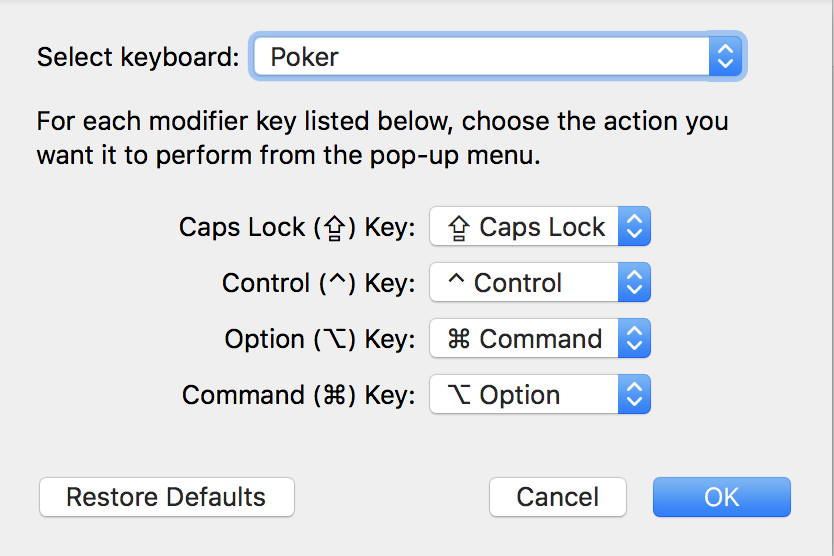 Select keyboard: Poker
For each modifier key listed below, choose the action you
want it to perform from the pop-up menu.
Caps Lock (⇪) Key: ⇪ Caps Lock
Control (^) Key: ^ Control
Option (⌥) Key: ⌘ Command
Command (⌘) Key: ⌥ Option
Restore Defaults Cancel OK